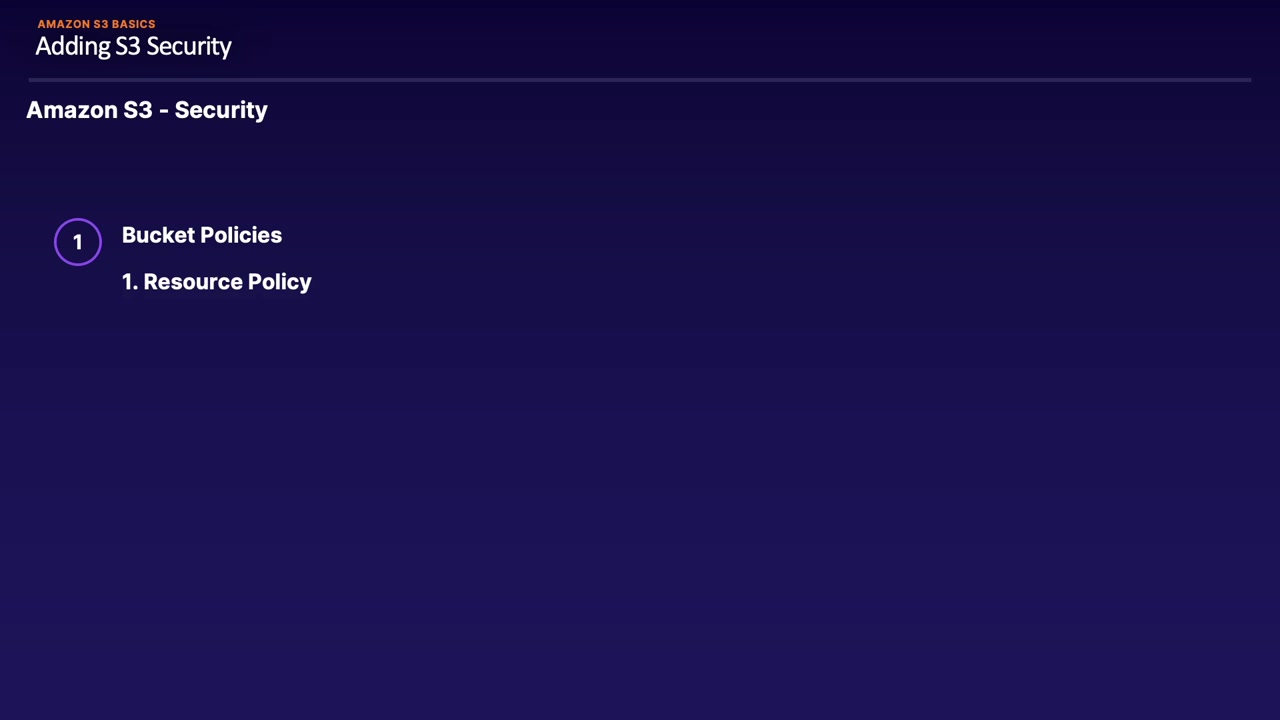 AMAZON S3 BASICS
Adding S3 Security
Amazon S3 - Security
1
Bucket Policies
1. Resource Policy